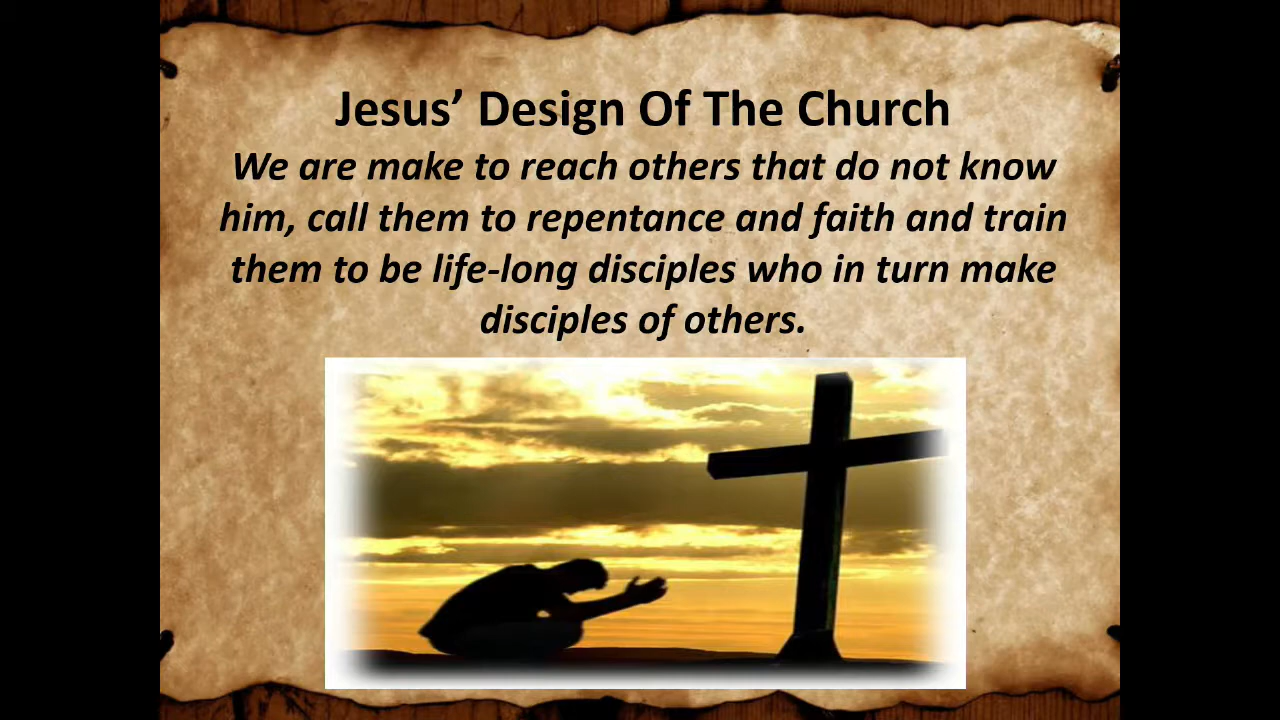 Jesus’ Design Of The Church
We are make to reach others that do not know
him, call them to repentance and faith and train
them to be life-long disciples who in turn make
disciples of others.